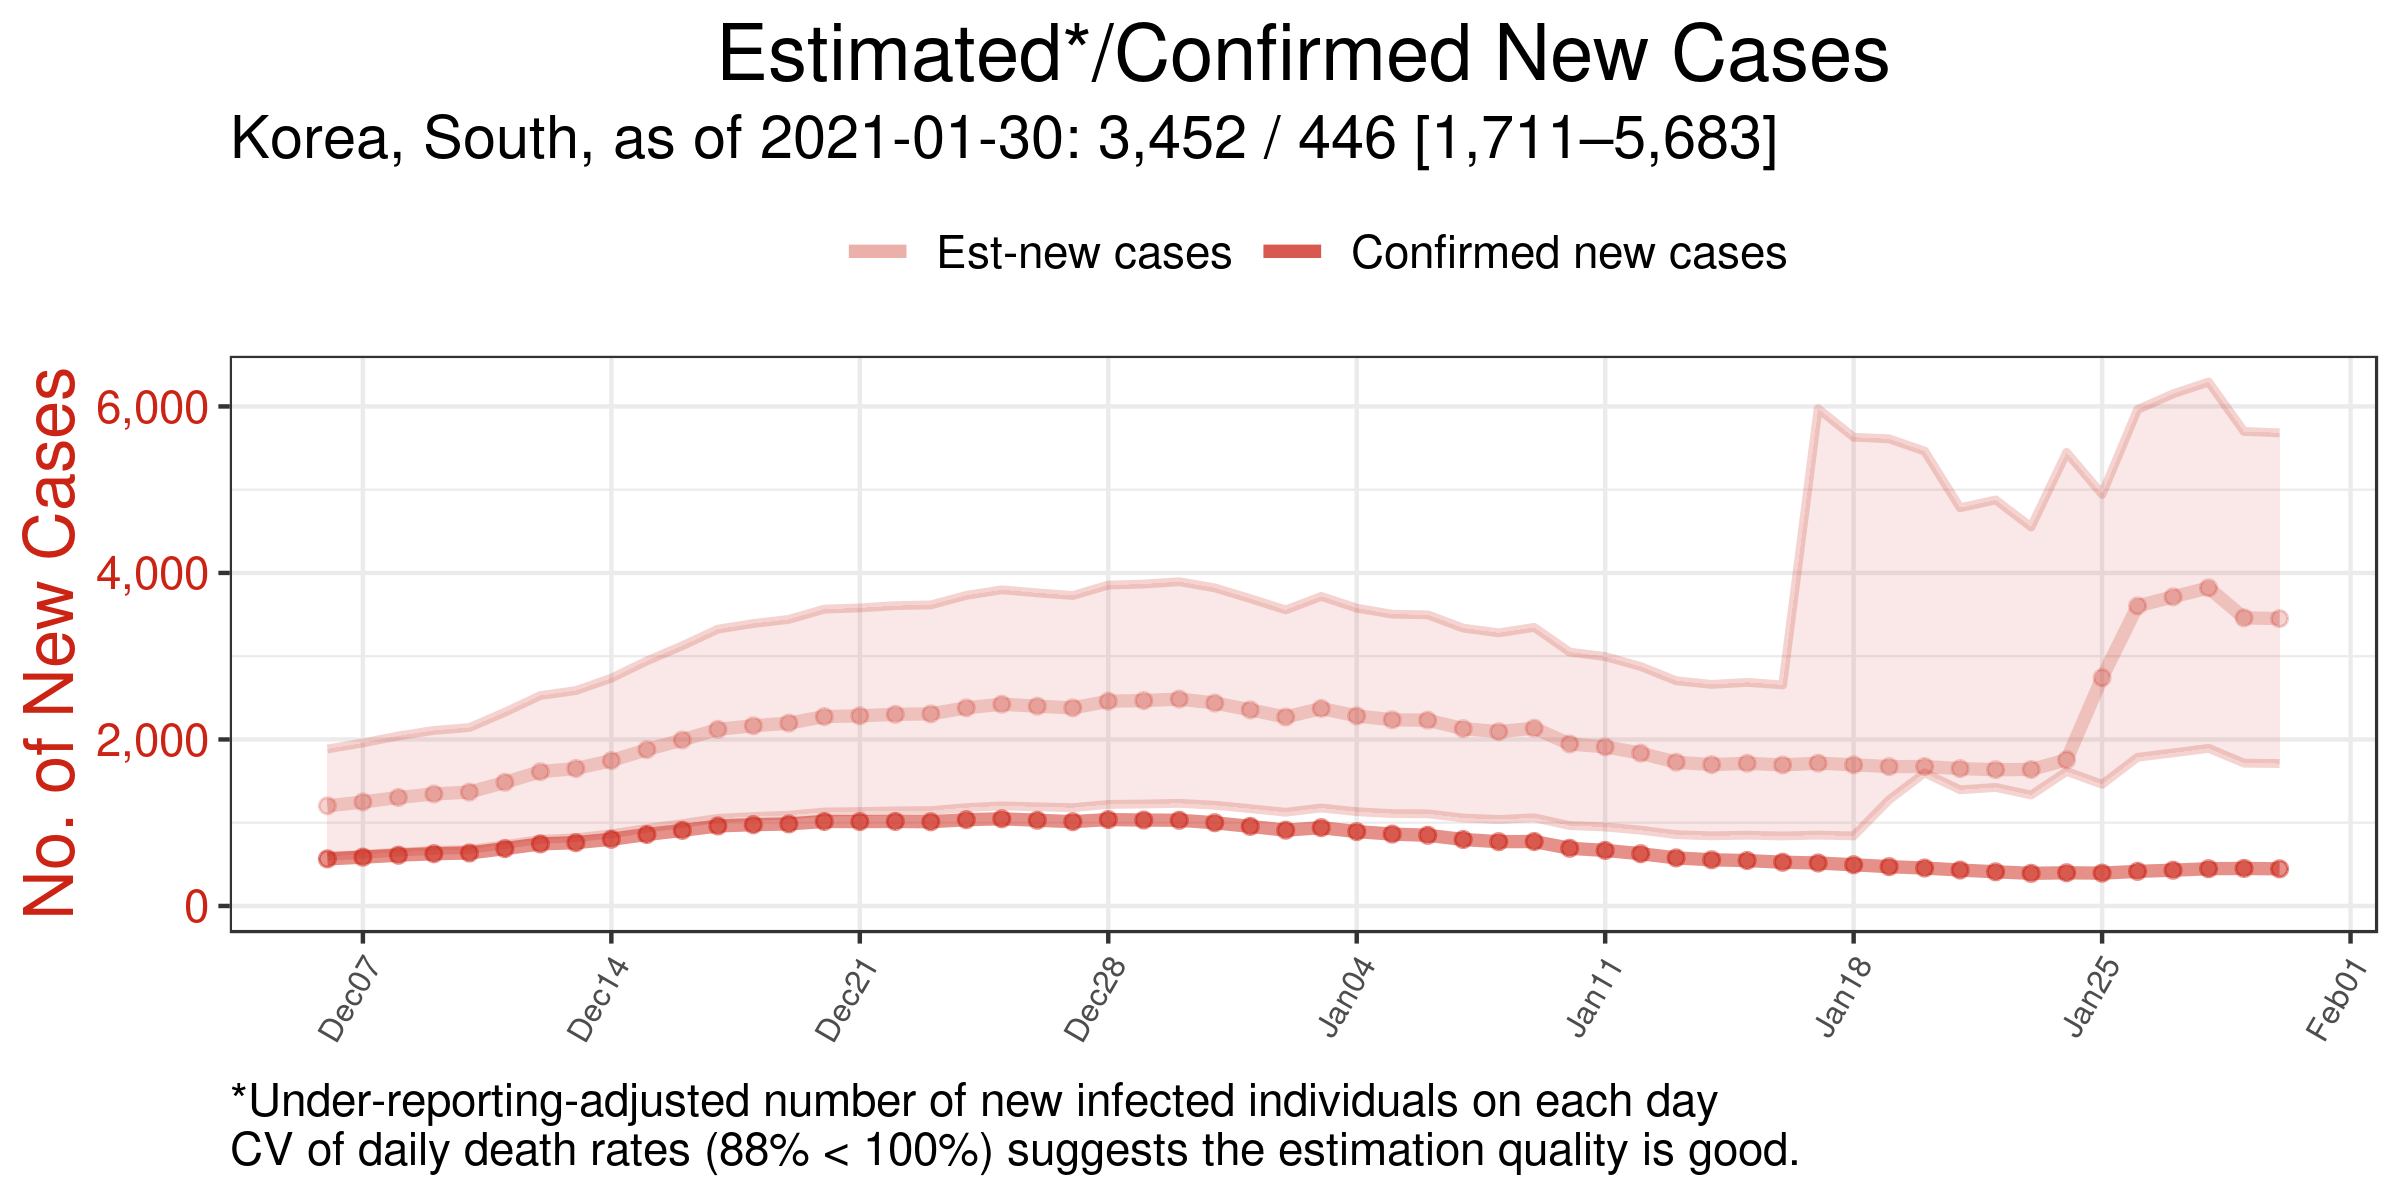 Estimated*/Confirmed New Cases
Korea, South, as of 2021-01-30: 3,452 / 446 [1,711–5,683]
Est-new cases
Confirmed new cases
No. of New Cases
6,000
4,000
2,000
0
Dec07
Dec14
Dec21
Dec28
Jan04
Jan11
Jan18
Jan25
Feb01
*Under-reporting-adjusted number of new infected individuals on each day
CV of daily death rates (88% < 100%) suggests the estimation quality is good.